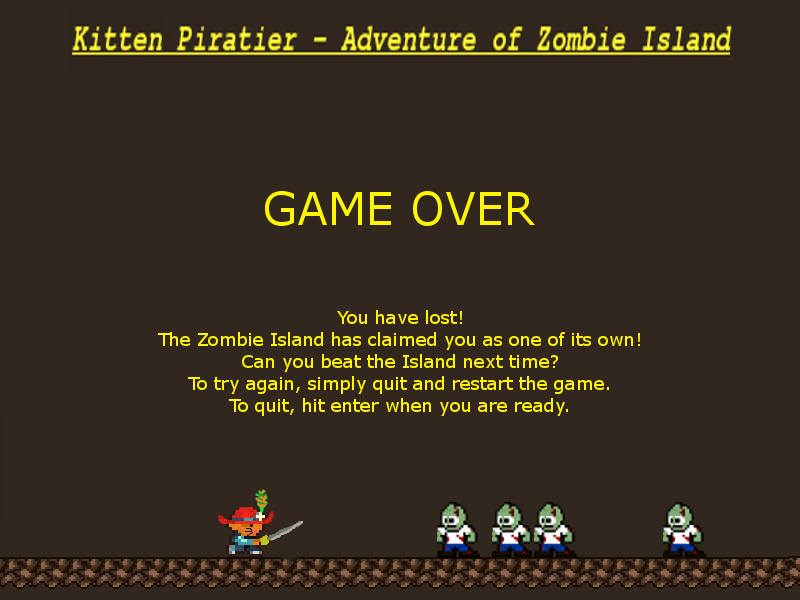 Kitten Piratier - Adventure of Zombie Island
GAME OVER
You have lost!
The Zombie Island has claimed you as one of its own!
Can you beat the Island next time?
To try again, simply quit and restart the game.
To quit, hit enter when you are ready.